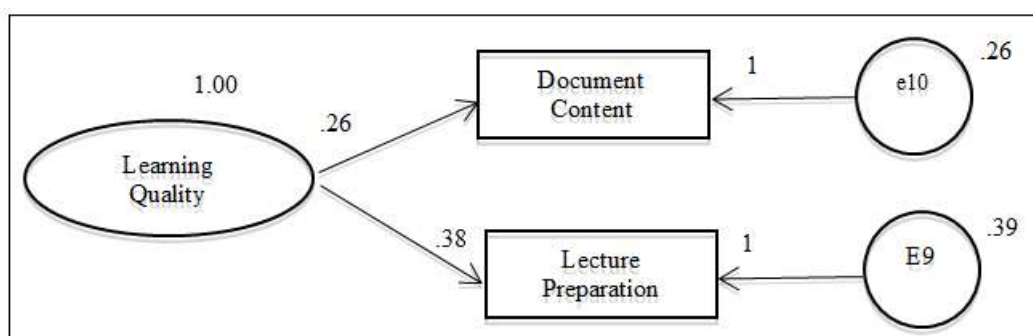 1.00
.26
Document
Content
1
e10
.26
Learning
Quality
.38
Lecture
Preparation
1
E9
.39